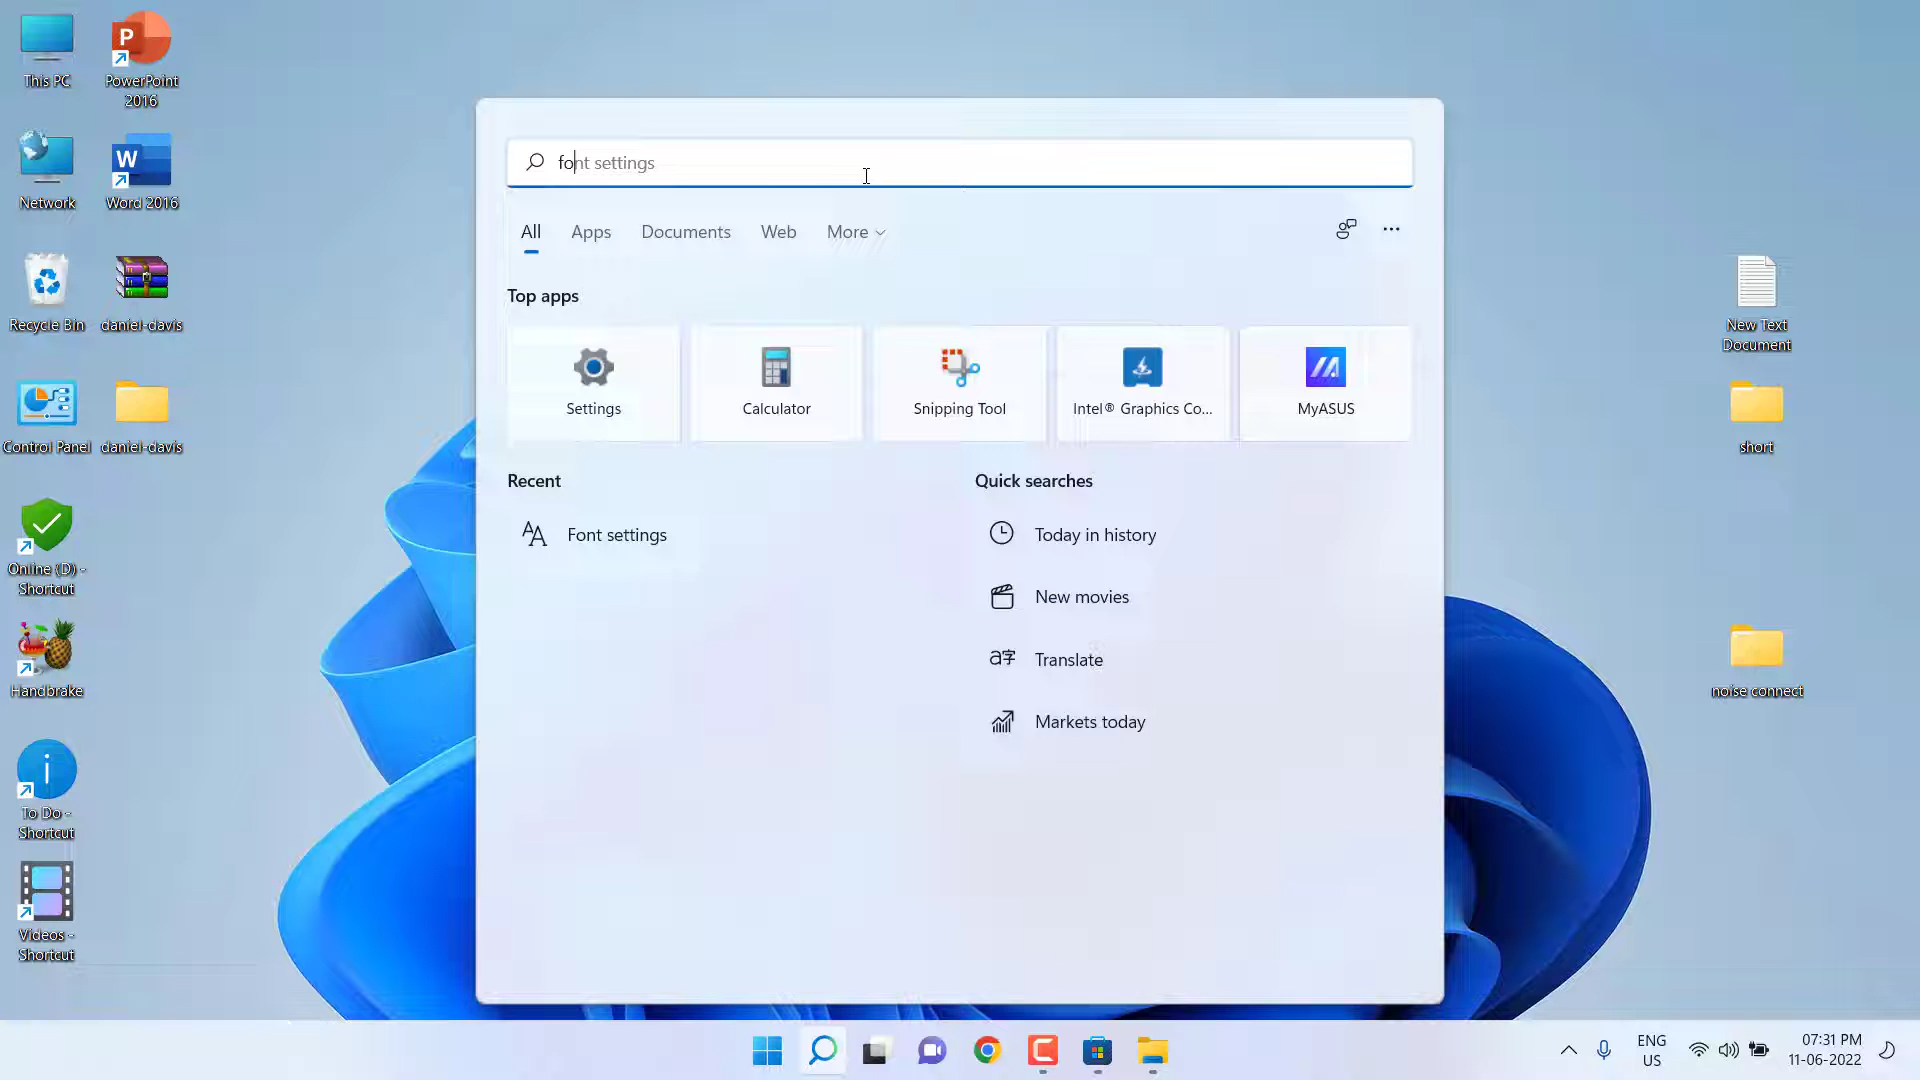 This PC
PowerPoint
2016
Network
Word 2016
Recycle Bin
daniel-davis
Control Panel
daniel-davis
Online (D) -
Shortcut
Handbrake
To Do -
Shortcut
Videos -
Shortcut
font settings
All
Apps
Documents
Web
More
Top apps
Settings
Calculator
Snipping Tool
Intel® Graphics Co...
MyASUS
Recent
Font settings
Quick searches
Today in history
New movies
Translate
Markets today
New Text
Document
short
noise connect
ENG
US
07:31 PM
11-06-2022